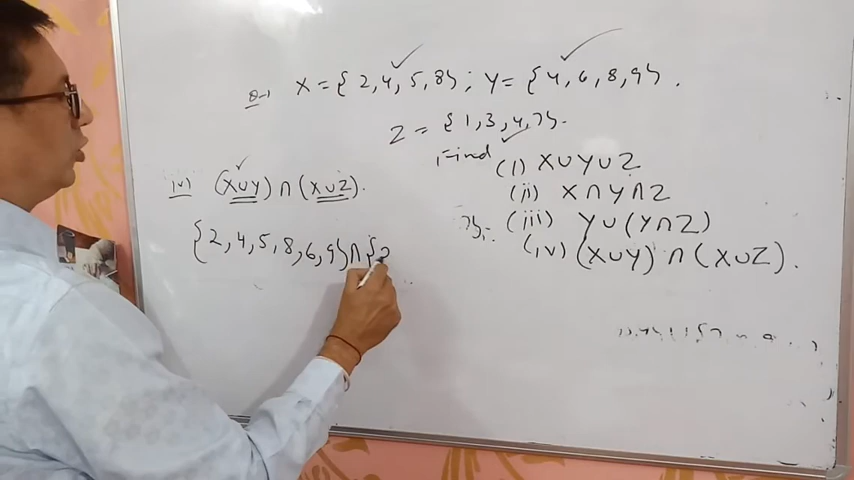 Q-1 X = { 2, 4, 5, 8 } ; Y = { 4, 6, 8, 9 } .
Z = { 1, 3, 4, 7 }.
Find (i) X ∪ Y ∪ Z
(ii) X ∩ Y ∩ Z
(iii) Y ∪ (Y ∩ Z)
(iv) (X ∪ Y) ∩ (X ∪ Z) .
iv) (X ∪ Y) ∩ (X ∪ Z) .
{ 2, 4, 5, 8, 6, 9 } ∩ { 2